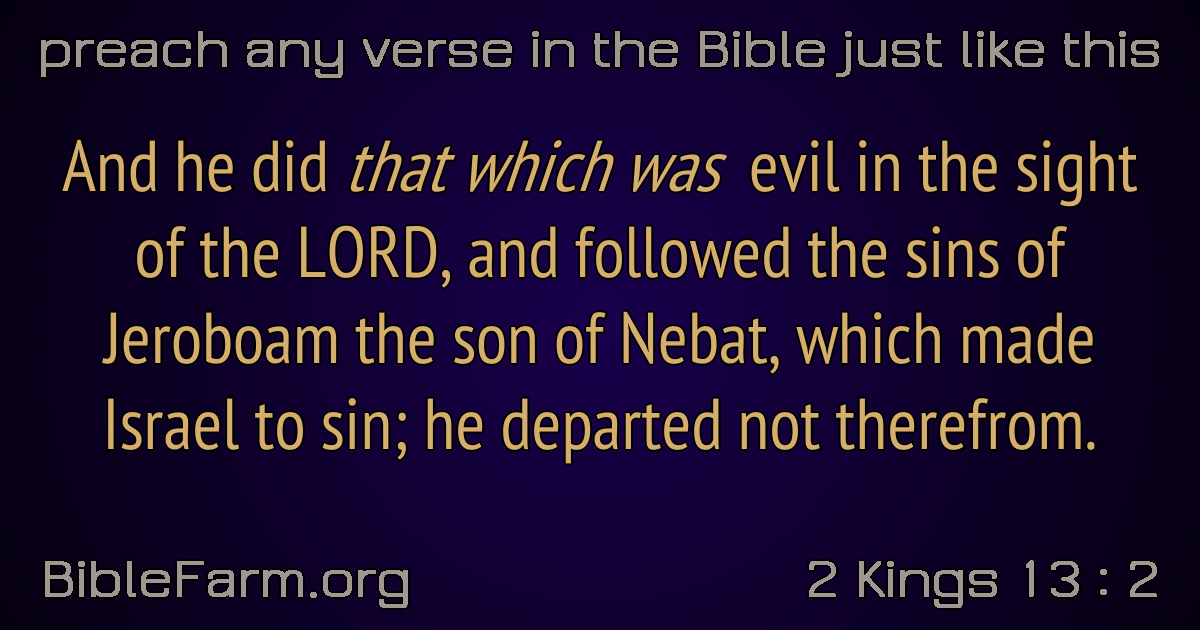 preach any verse in the Bible just like this
And he did that which was evil in the sight
of the LORD, and followed the sins of
Jeroboam the son of Nebat, which made
Israel to sin; he departed not therefrom.
BibleFarm.org
2 Kings 13 : 2